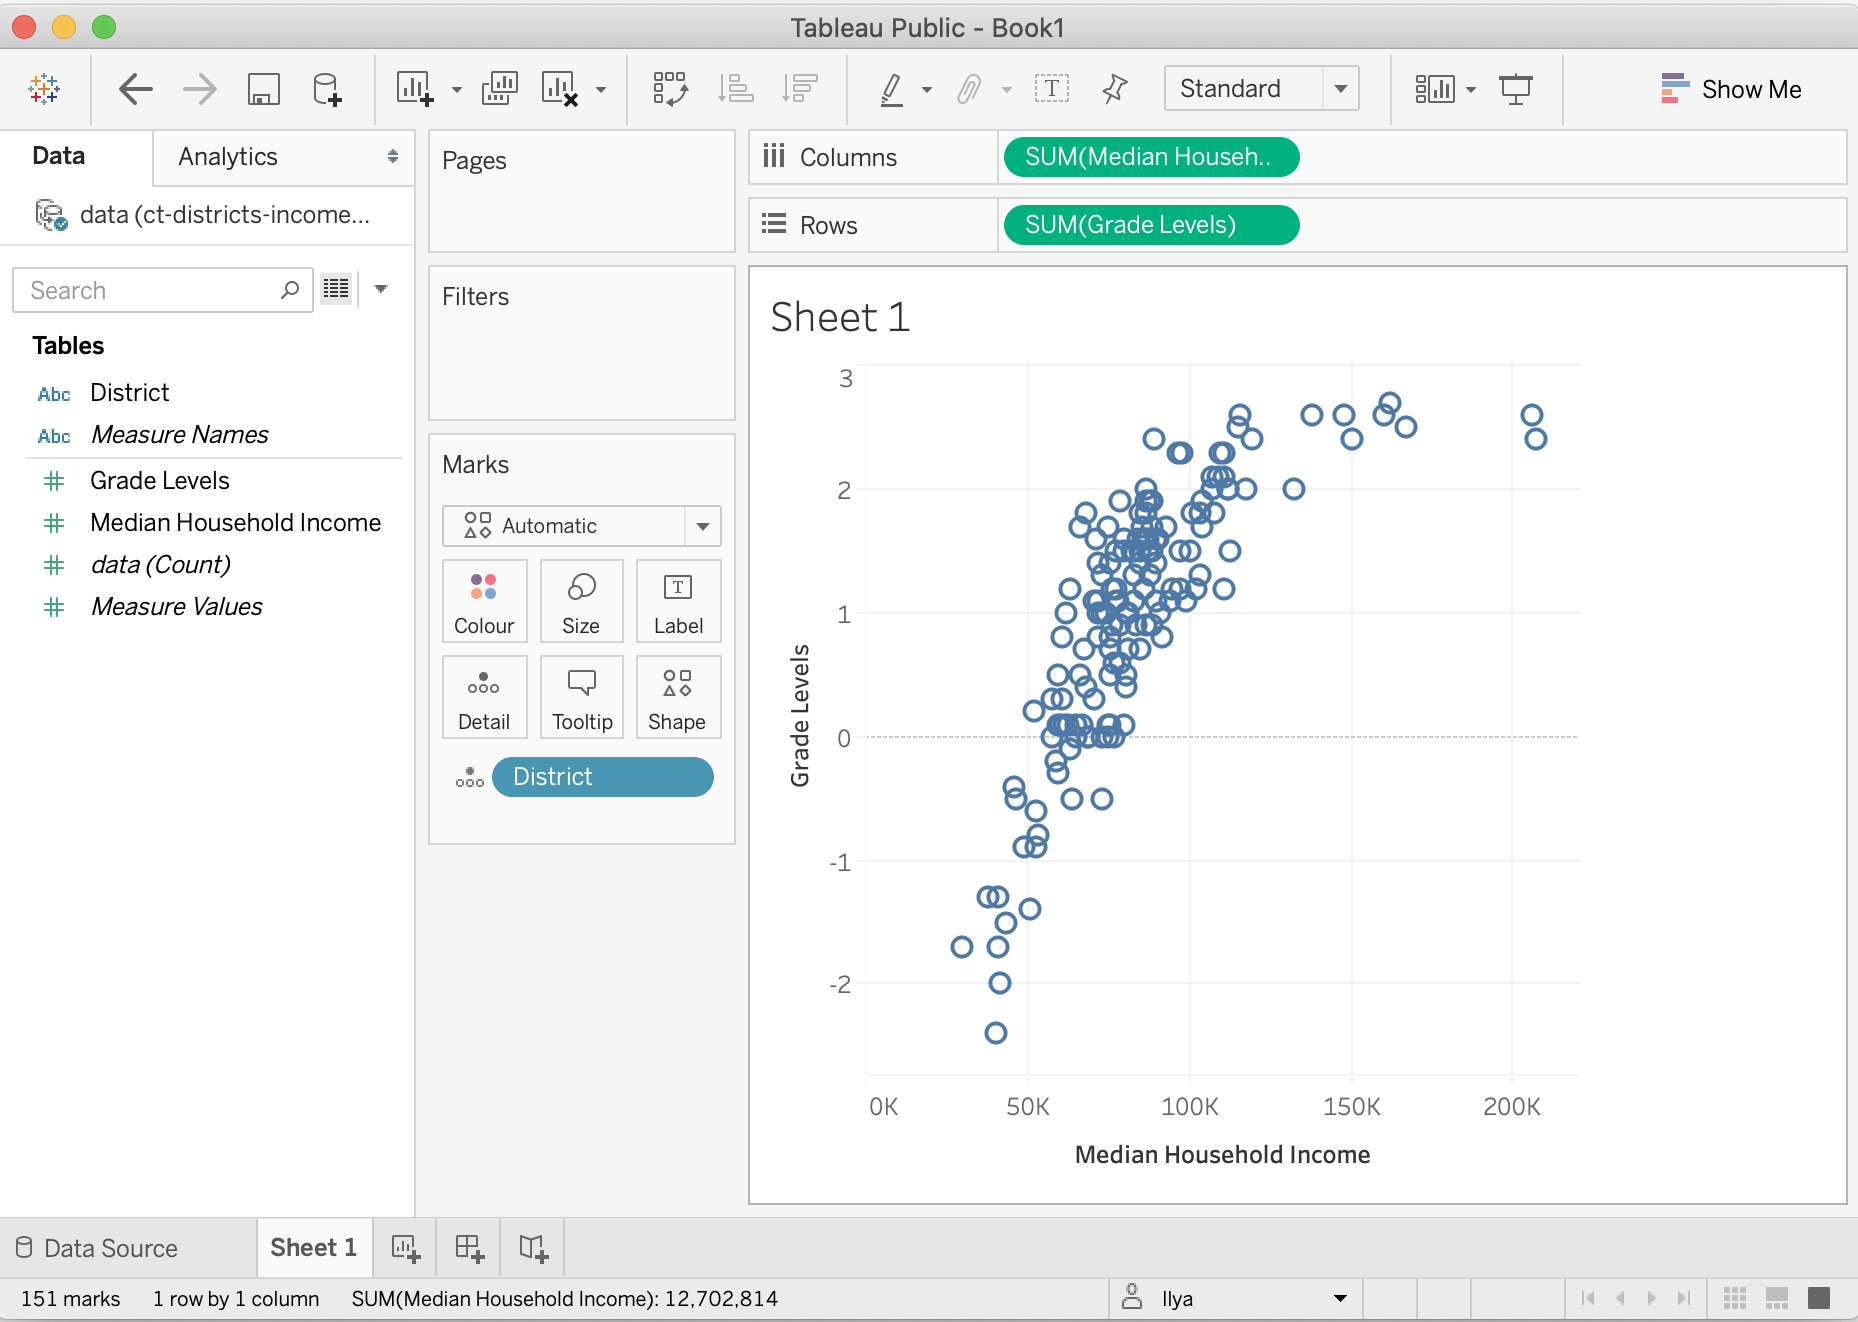 Tableau Public - Book1
Standard
Show Me
Data
Analytics
data (ct-districts-income...
Search
Tables
Abc District
Abc Measure Names
Grade Levels
Median Household Income
data (Count)
Measure Values
Pages
Filters
Marks
Automatic
Colour
Size
T
Label
Detail
Tooltip
Shape
District
Columns
SUM(Median Househ..
Rows
SUM(Grade Levels)
Sheet 1
3
2
1
0
-1
-2
Grade Levels
0K
50K
100K
150K
200K
Median Household Income
Data Source
Sheet 1
151 marks
1 row by 1 column
SUM(Median Household Income): 12,702,814
Ilya